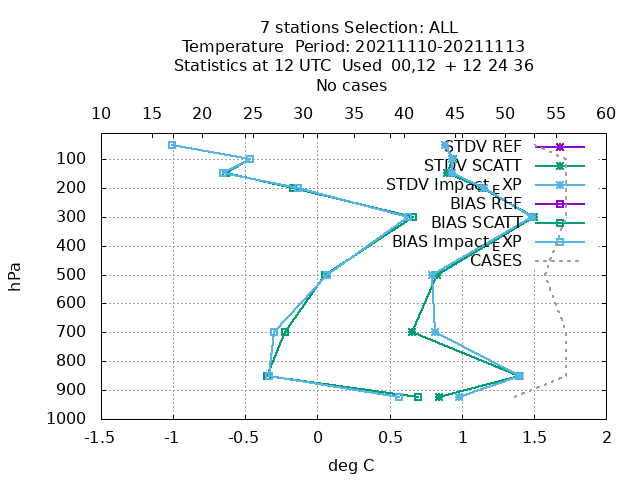 7 stations Selection: ALL
Temperature  Period: 20211110-20211113
Statistics at 12 UTC  Used  00,12  + 12 24 36
No cases
10 15 20 25 30 35 40 45 50 55 60
STDV REF
100
STDV SCATT
200
STDV Impact_EXP
BIAS REF
300
BIAS SCATT
400
BIAS Impact_EXP
CASES
500
hPa
600
700
800
900
1000
-1.5 -1 -0.5 0 0.5 1 1.5 2
deg C